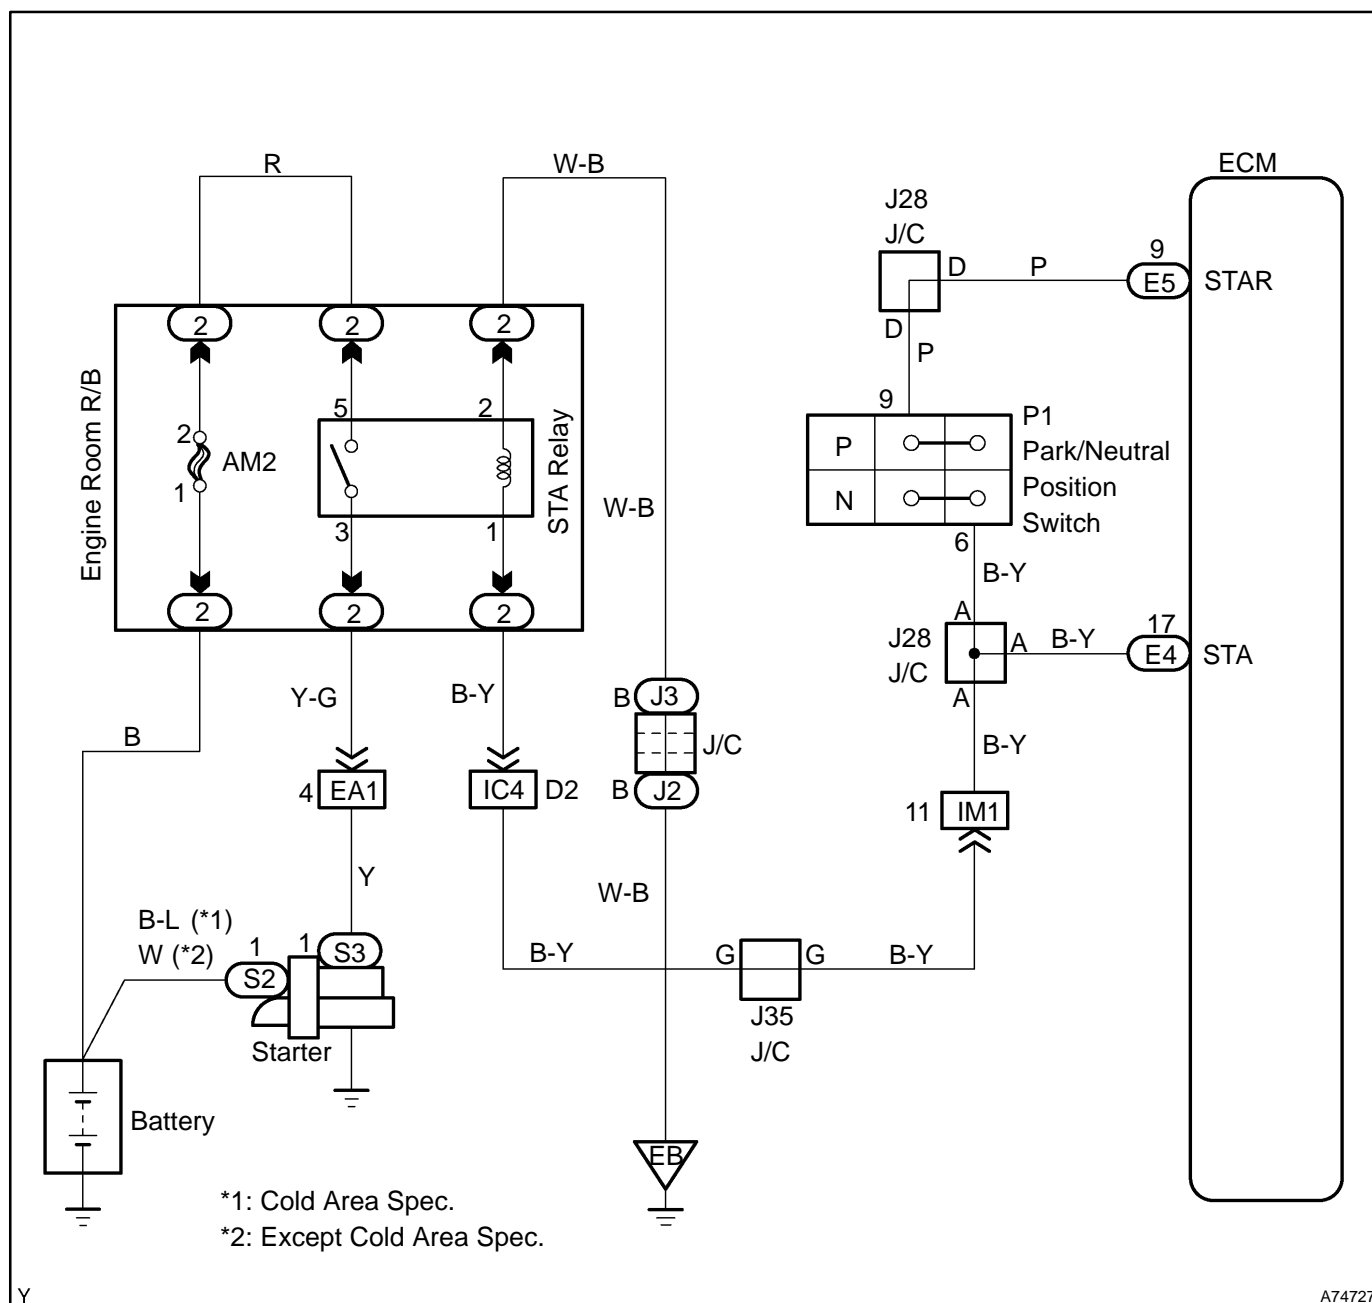 R
W-B
ECM
J28
J/C
D
P
9
E5
STAR
D
P
2
2
2
Engine Room R/B
5
2
STA Relay
2
1
AM2
3
1
9
P
N
P1
Park/Neutral
Position
Switch
6
W-B
B-Y
2
2
2
A
J28
J/C
A
B-Y
17
E4
STA
A
Y-G
B-Y
B
J3
J/C
B
J2
B
B-Y
4
EA1
IC4
D2
11
IM1
Y
W-B
B-L (*1)
W (*2)
1
S2
1
S3
B-Y
G
G
B-Y
J35
J/C
Starter
Battery
EB
*1: Cold Area Spec.
*2: Except Cold Area Spec.
Y
A74727